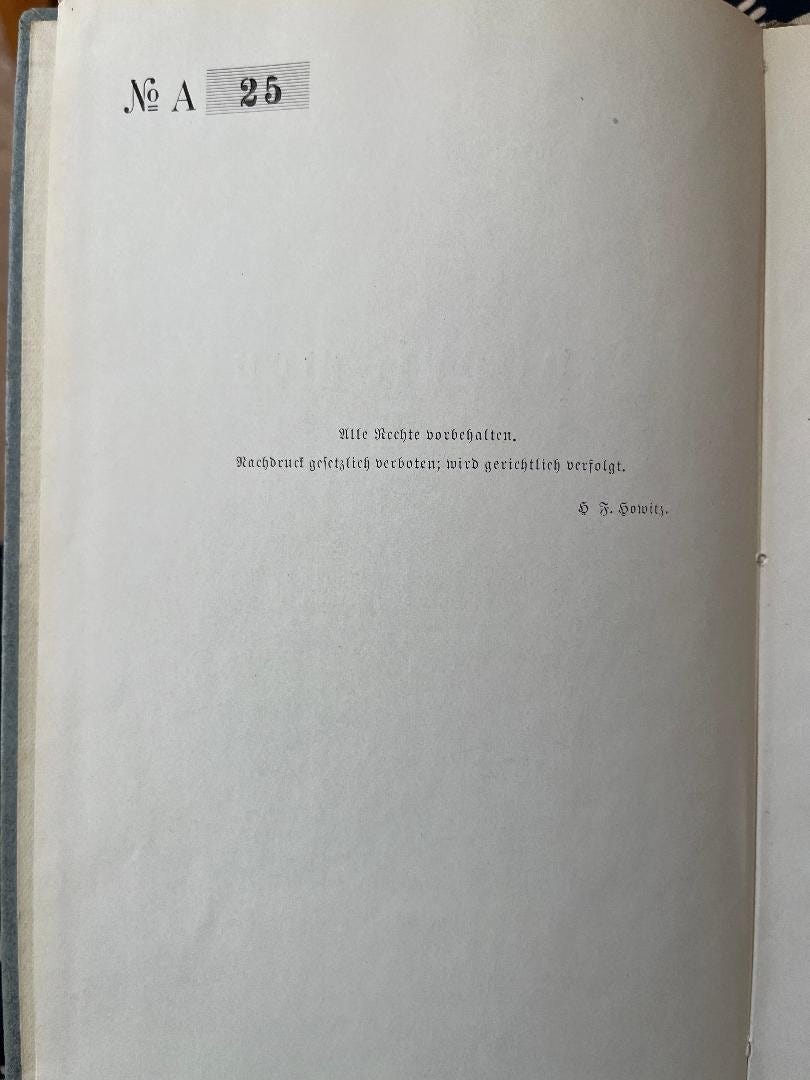 № A 25
Alle Rechte vorbehalten.
Nachdruck gesetzlich verboten; wird gerichtlich verfolgt.
H F. Howitz.